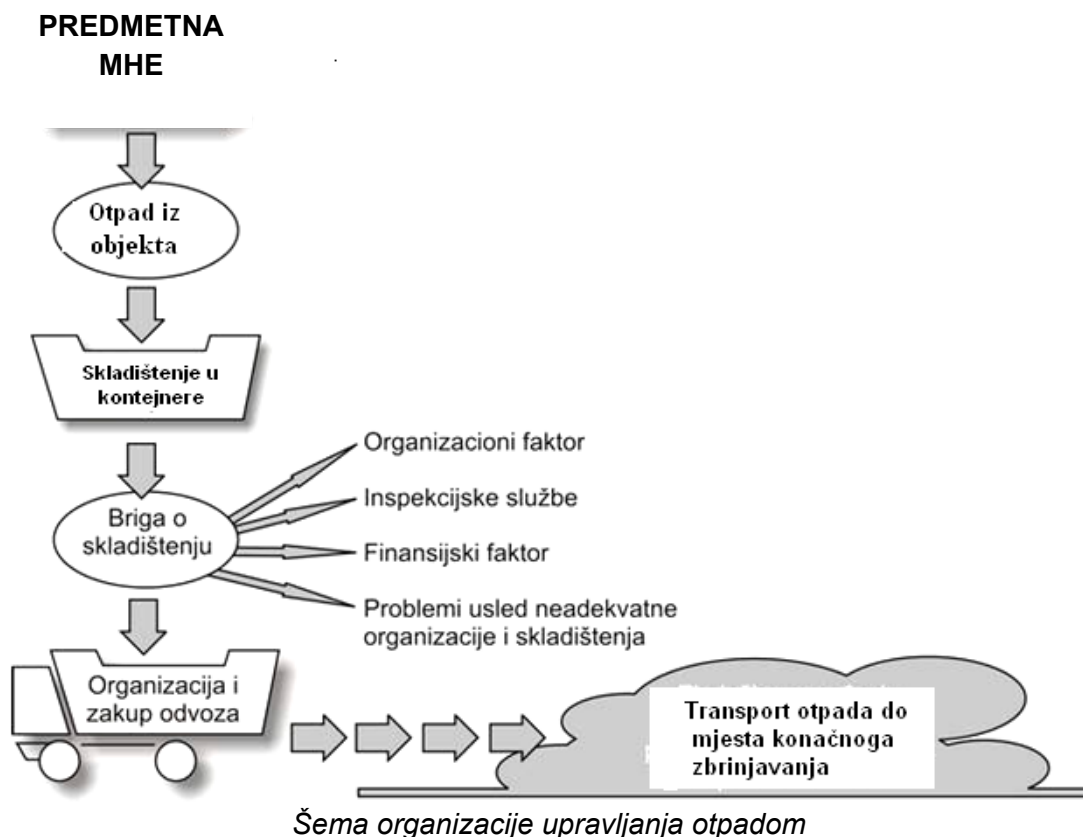 PREDMETNA
MHE
Otpad iz
objekta
Skladištenje u
kontejnere
Briga o
skladištenju
Organizacioni faktor
Inspekcijske službe
Finansijski faktor
Problemi usled neadekvatne
organizacije i skladištenja
Organizacija i
zakup odvoza
Transport otpada do
mjesta konačnoga
zbrinjavanja
Šema organizacije upravljanja otpadom